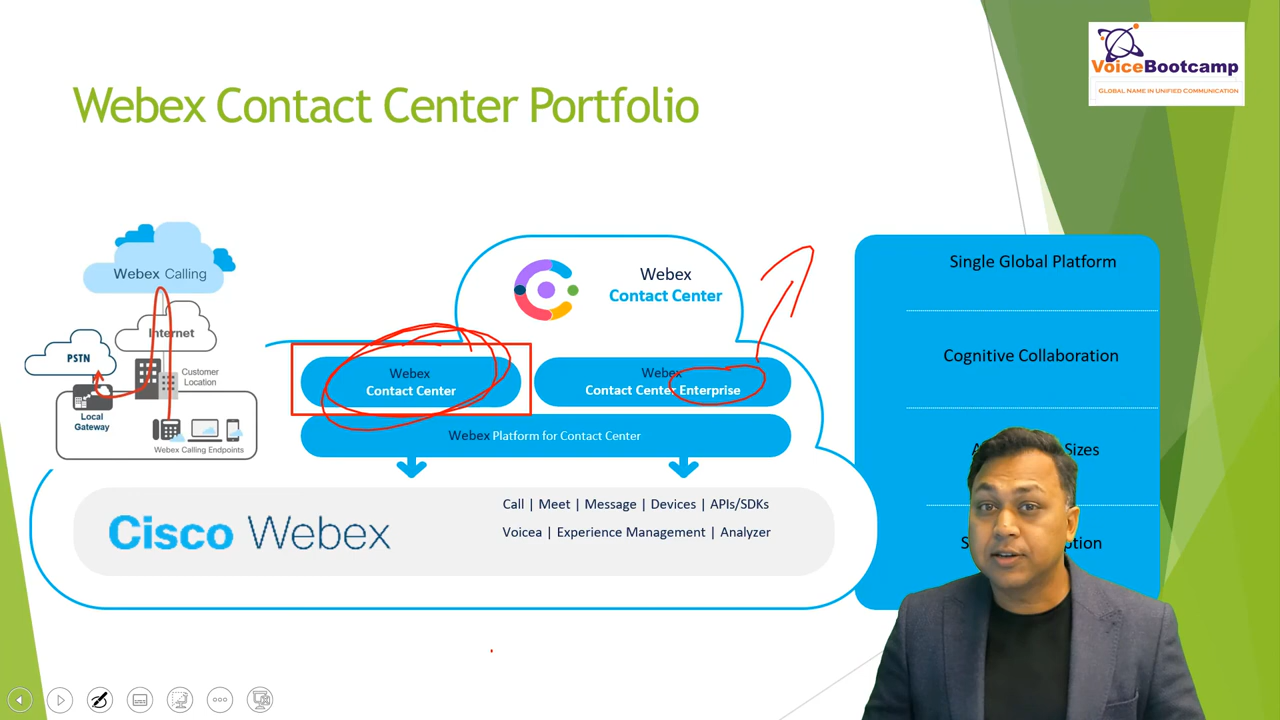 VoiceBootcamp
GLOBAL NAME IN UNIFIED COMMUNICATION
Webex Contact Center Portfolio
Webex Calling
Internet
PSTN
Customer
Location
Local
Gateway
Webex Calling Endpoints
Webex
Contact Center
Webex
Contact Center
Webex
Contact Center Enterprise
Webex Platform for Contact Center
Cisco Webex
Call | Meet | Message | Devices | APIs/SDKs
Voicea | Experience Management | Analyzer
Single Global Platform
Cognitive Collaboration
Sizes